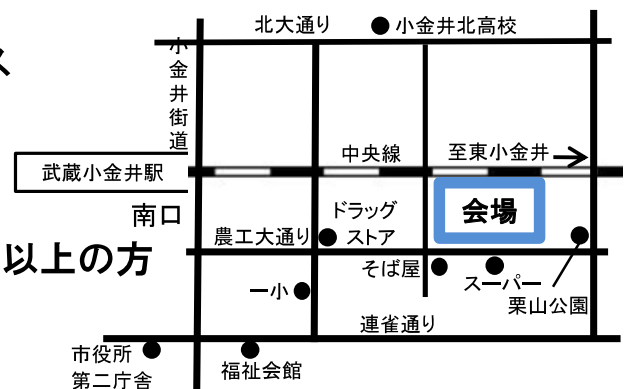 北大通り
小金井北高校
ス
小金井街道
中央線
至東小金井
武蔵小金井駅
南口
ドラッグ
ストア
会場
農工大通り
以上の方
そば屋
スーパー
栗山公園
一小
連雀通り
市役所
第二庁舎
福祉会館